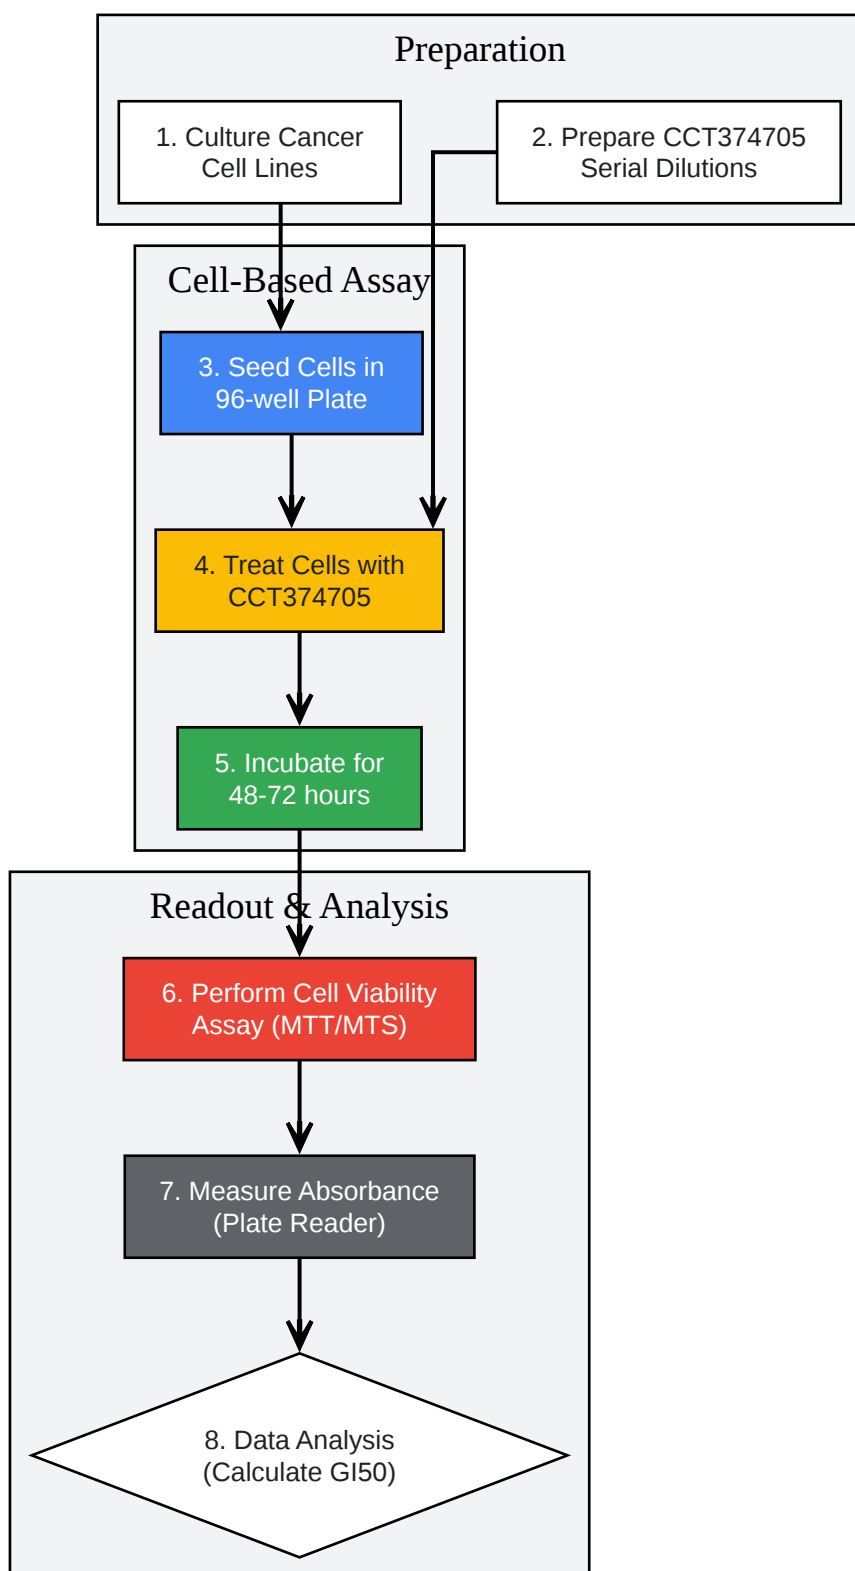 Preparation
1. Culture Cancer
Cell Lines
2. Prepare CCT374705
Serial Dilutions
Cell-Based Assay
3. Seed Cells in
96-well Plate
4. Treat Cells with
CCT374705
5. Incubate for
48-72 hours
Readout & Analysis
6. Perform Cell Viability
Assay (MTT/MTS)
7. Measure Absorbance
(Plate Reader)
8. Data Analysis
(Calculate GI50)